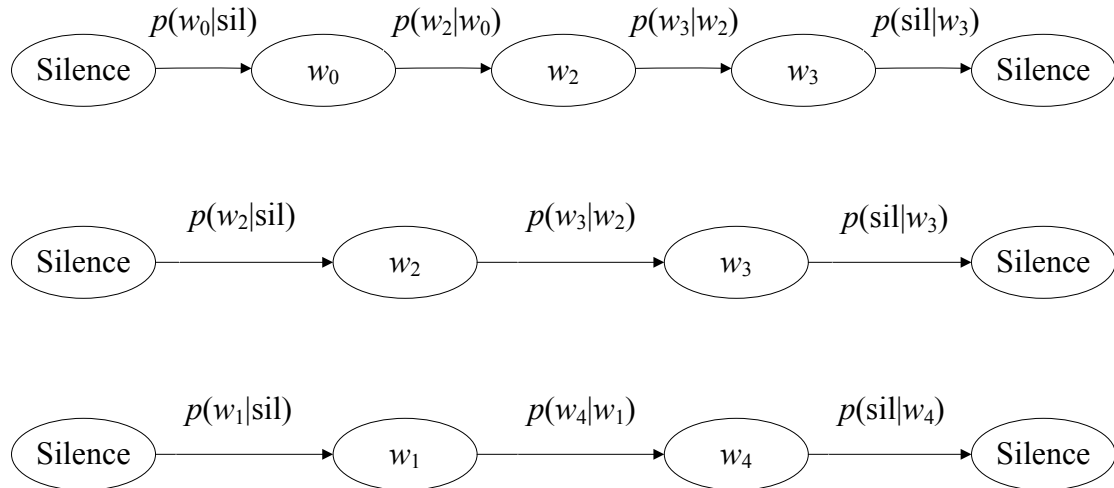 p(w₀|sil) p(w₂|w₀) p(w₃|w₂) p(sil|w₃)
Silence w₀ w₂ w₃ Silence
p(w₂|sil) p(w₃|w₂) p(sil|w₃)
Silence w₂ w₃ Silence
p(w₁|sil) p(w₄|w₁) p(sil|w₄)
Silence w₁ w₄ Silence